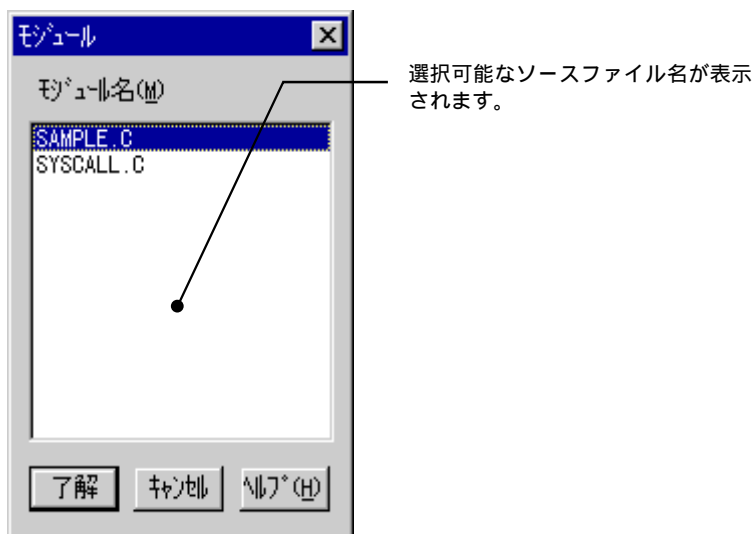 ﾓｼﾞｭｰﾙ
ﾓｼﾞｭｰﾙ名(M)
SAMPLE.C
SYSCALL.C
了解
ｷｬﾝｾﾙ
ﾍﾙﾌﾟ(H)
選択可能なソースファイル名が表示
されます。